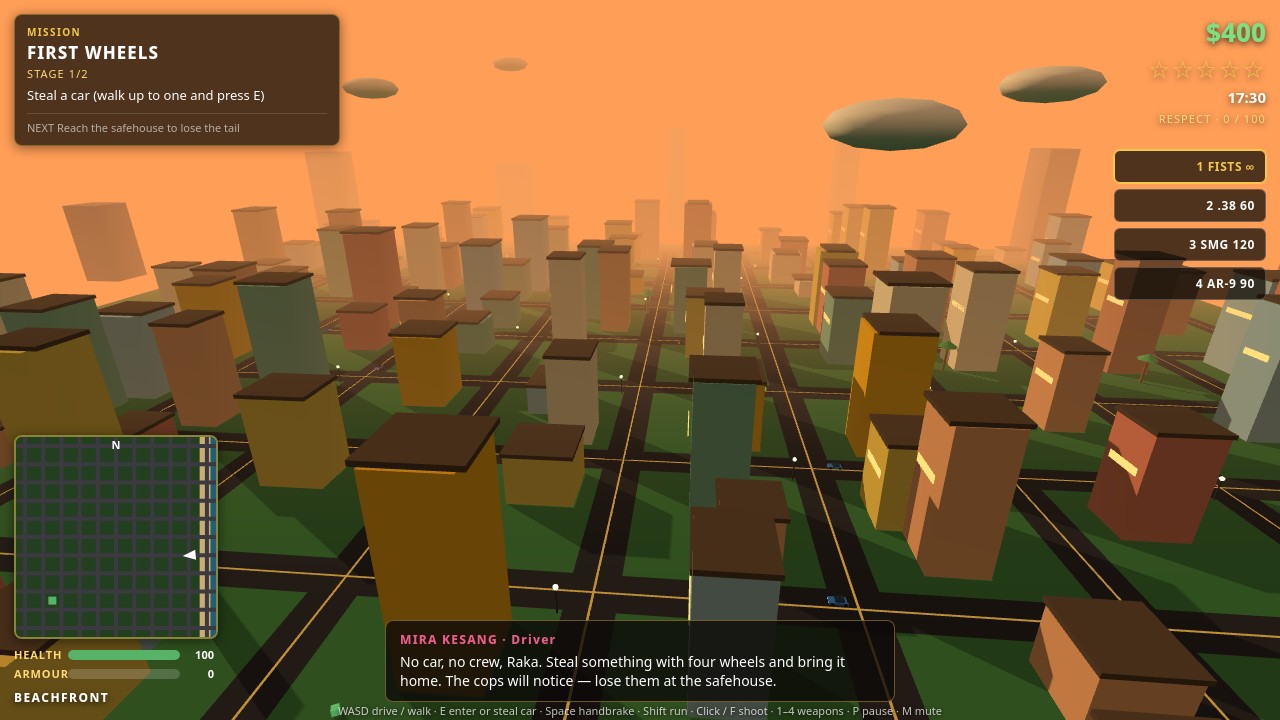 MISSION
FIRST WHEELS
STAGE 1/2
Steal a car (walk up to one and press E)
NEXT Reach the safehouse to lose the tail
$400
☆☆☆☆☆
17:30
RESPECT · 0 / 100
1 FISTS ∞
2 .38 60
3 SMG 120
4 AR-9 90
N
HEALTH 100
ARMOUR 0
BEACHFRONT
MIRA KESANG · Driver
No car, no crew, Raka. Steal something with four wheels and bring it
home. The cops will notice — lose them at the safehouse.
WASD drive / walk · E enter or steal car · Space handbrake · Shift run · Click / F shoot · 1–4 weapons · P pause · M mute